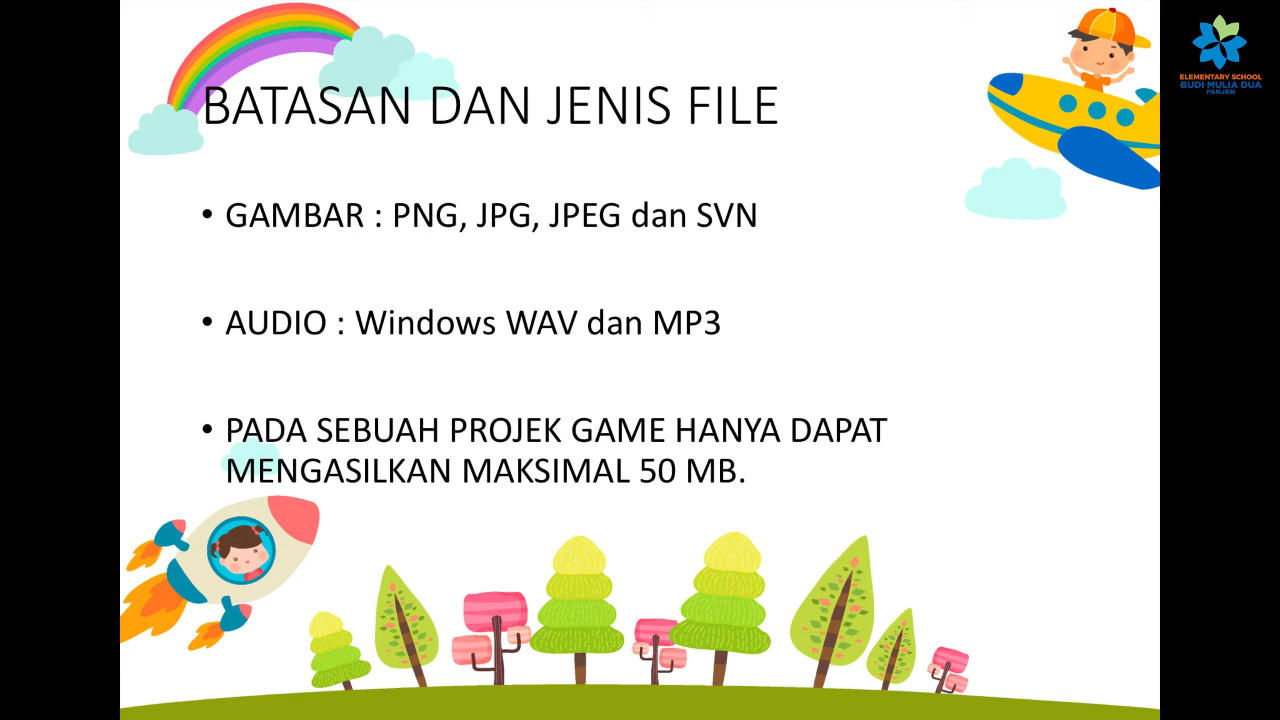 BATASAN DAN JENIS FILE
• GAMBAR : PNG, JPG, JPEG dan SVN
• AUDIO : Windows WAV dan MP3
• PADA SEBUAH PROJEK GAME HANYA DAPAT
MENGASILKAN MAKSIMAL 50 MB.
ELEMENTARY SCHOOL
BUDI MULIA DUA
PANJEN